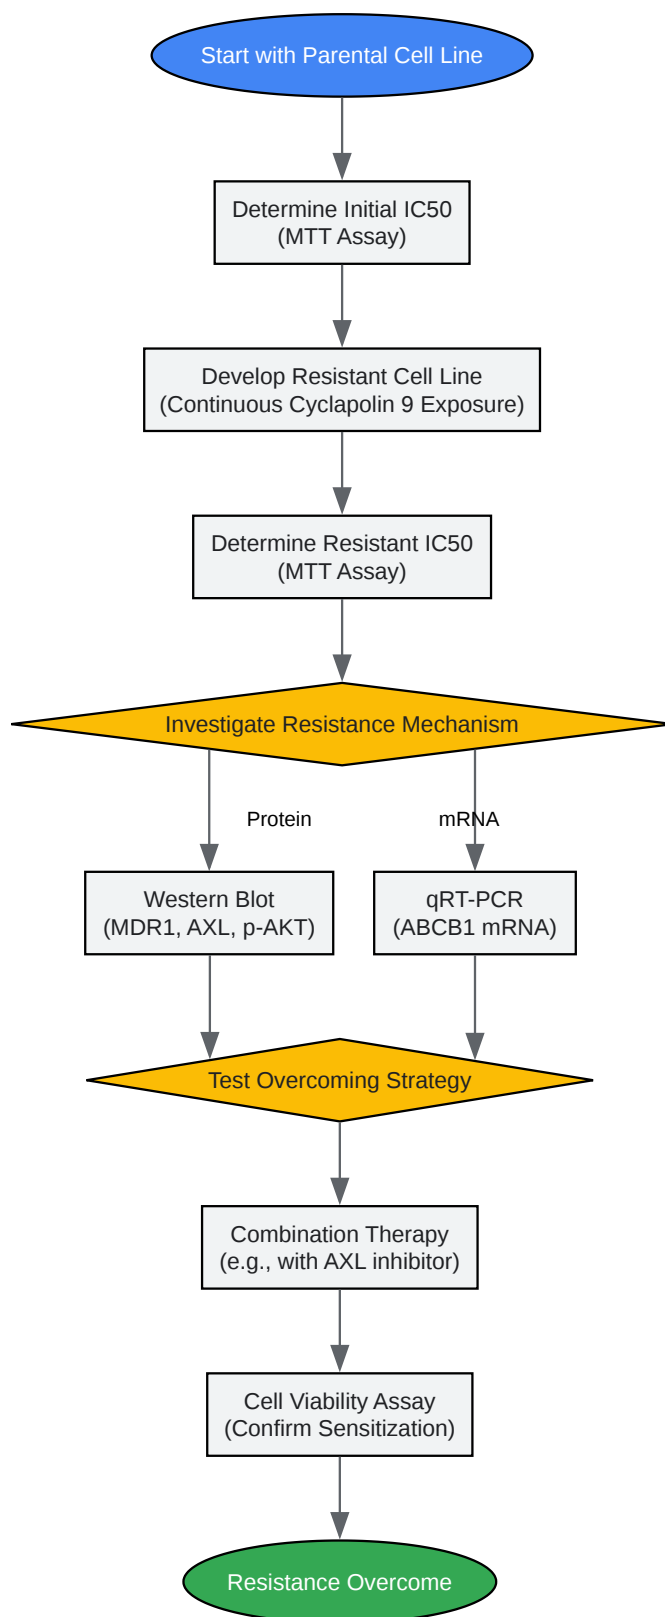 Start with Parental Cell Line
Determine Initial IC50
(MTT Assay)
Develop Resistant Cell Line
(Continuous Cyclapolin 9 Exposure)
Determine Resistant IC50
(MTT Assay)
Investigate Resistance Mechanism
Protein
mRNA
Western Blot
(MDR1, AXL, p-AKT)
qRT-PCR
(ABCB1 mRNA)
Test Overcoming Strategy
Combination Therapy
(e.g., with AXL inhibitor)
Cell Viability Assay
(Confirm Sensitization)
Resistance Overcome